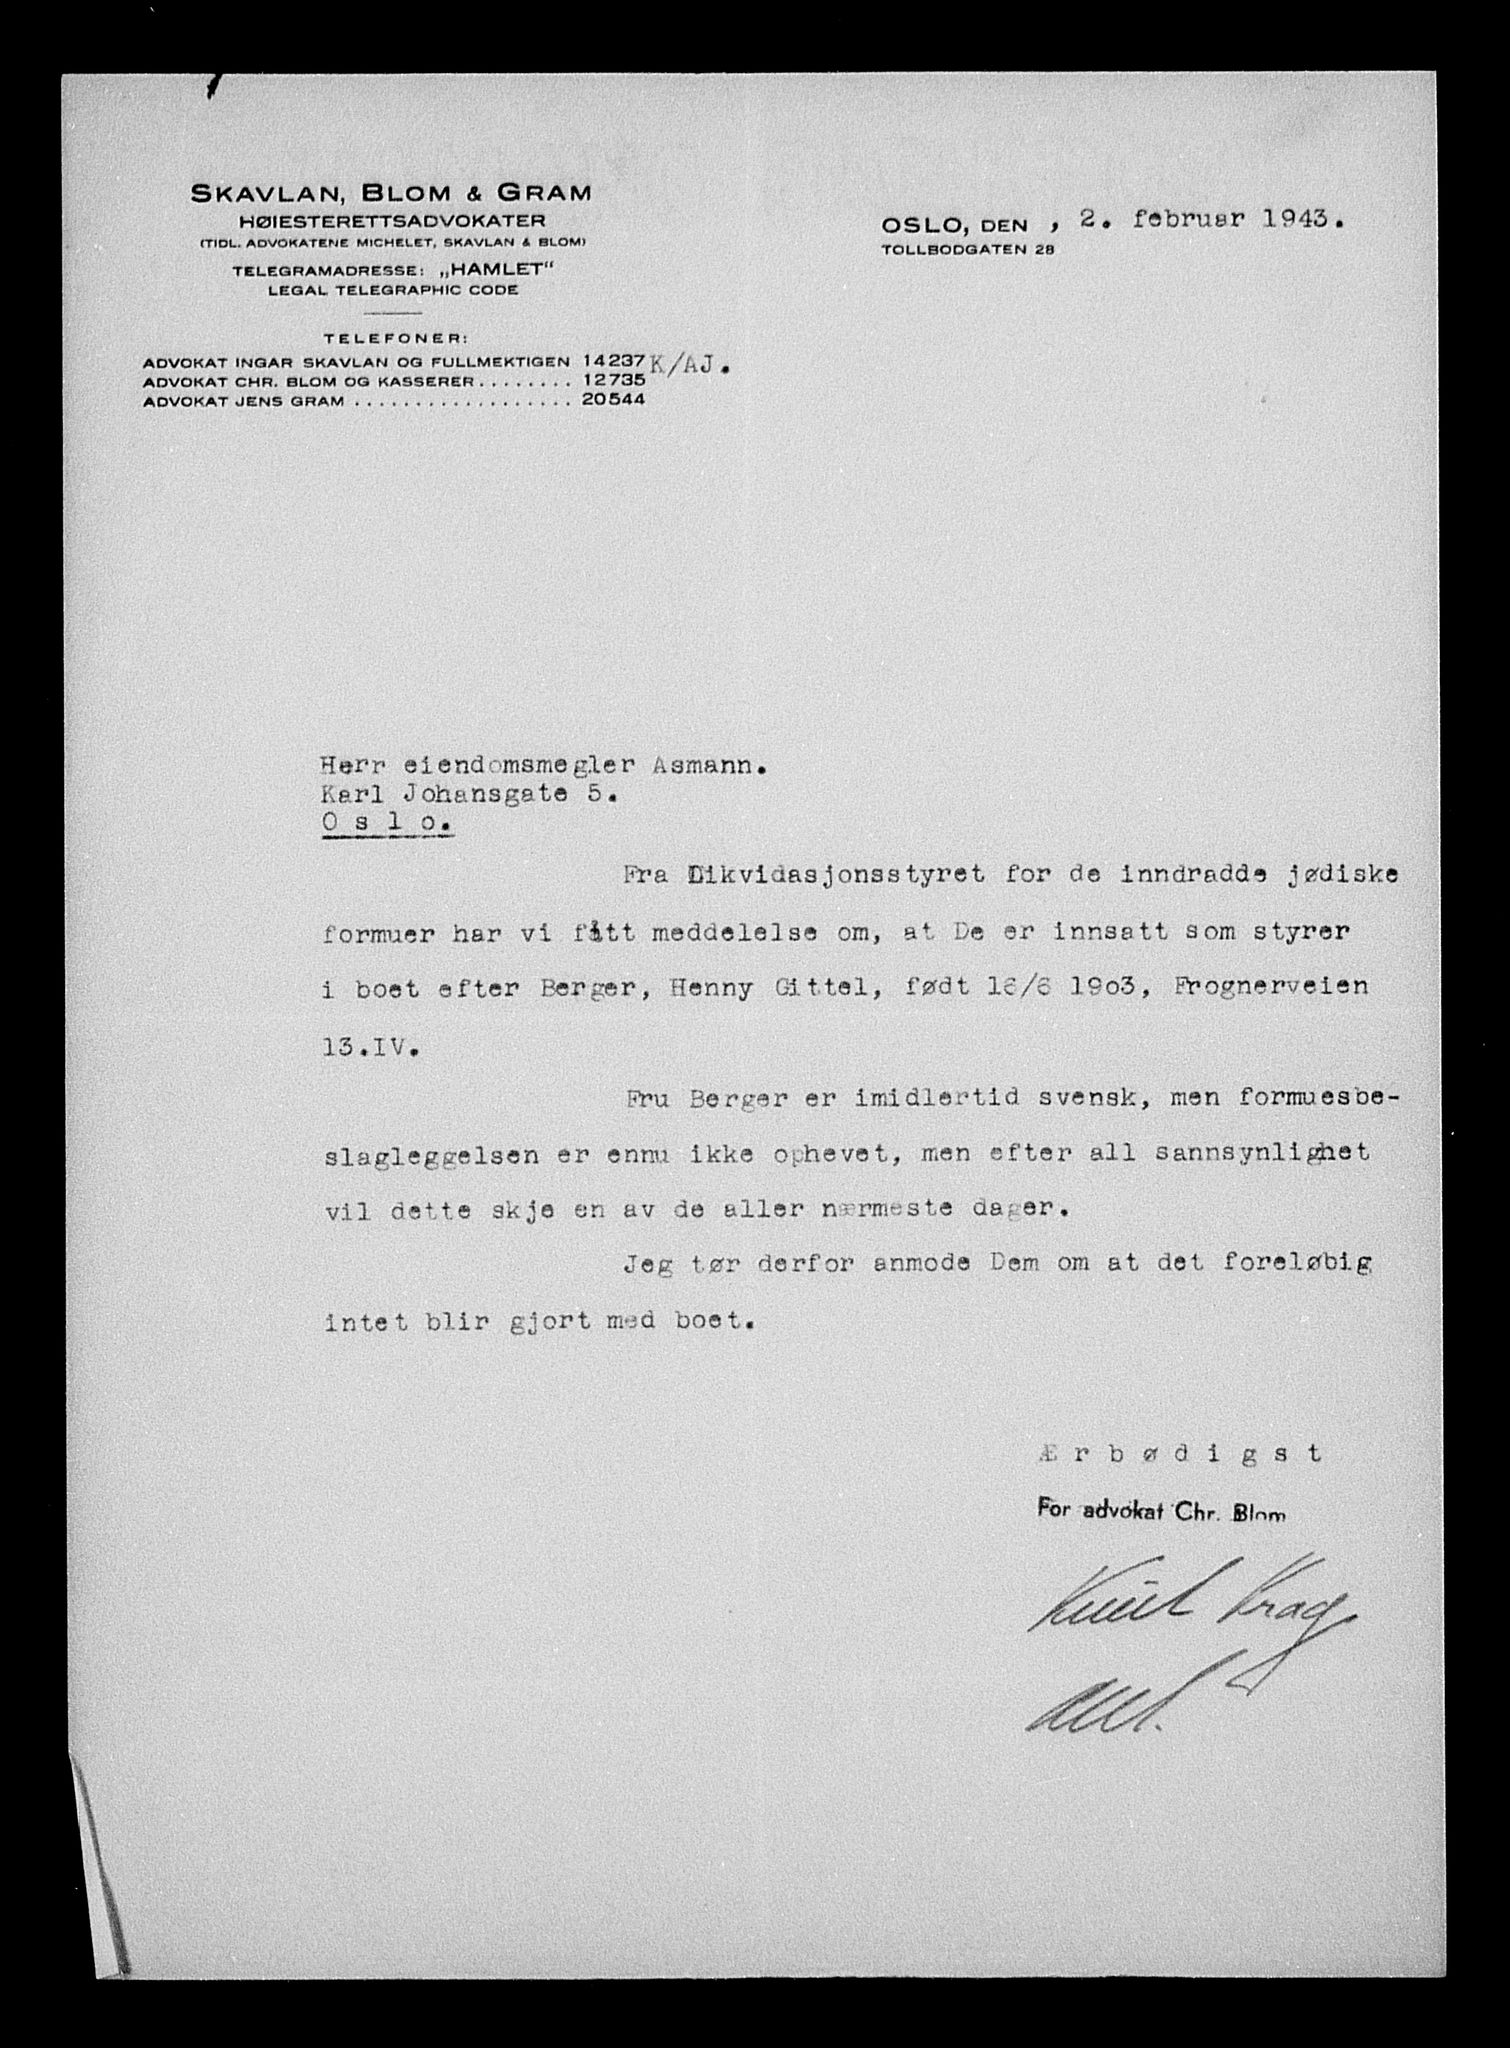 SKAVLAN, BLOM & GRAM
HØIESTERETTSADVOKATER
(TIDL. ADVOKATENE MICHELET, SKAVLAN & BLOM)
TELEGRAMADRESSE: „HAMLET“
LEGAL TELEGRAPHIC CODE
OSLO, DEN , 2. februar 1943.
TOLLBODGATEN 28
TELEFONER:
ADVOKAT INGAR SKAVLAN OG FULLMEKTIGEN 14237 K/AJ.
ADVOKAT CHR. BLOM OG KASSERER........ 12735
ADVOKAT JENS GRAM ................... 20544
Herr eiendomsmegler Asmann.
Karl Johansgate 5.
O s l o.
Fra Likvidasjonsstyret for de inndradde jødiske
formuer har vi fått meddelelse om, at De er innsatt som styrer
i boet efter Berger, Henny Gittel, født 16/6 19o3, Frognerveien
13.IV.
Fru Berger er imidlertid svensk, men formuesbe-
slagleggelsen er ennu ikke ophevet, men efter all sannsynlighet
vil dette skje en av de aller nærmeste dager.
Jeg tør derfor anmode Dem om at det foreløbig
intet blir gjort med boet.
Æ r b ø d i g s t
For advokat Chr. Blom
Knut Krag